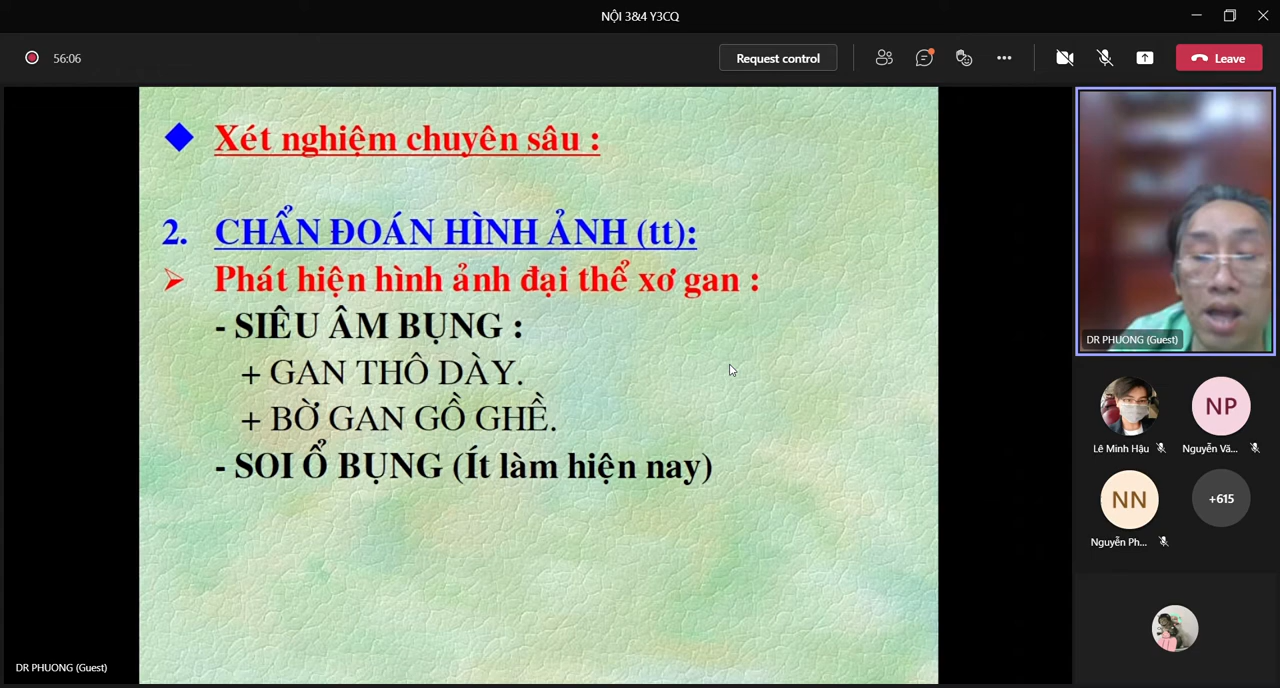 NỘI 3&4 Y3CQ
56:06
Request control
Leave
◆ Xét nghiệm chuyên sâu :
2. CHẨN ĐOÁN HÌNH ẢNH (tt):
➢ Phát hiện hình ảnh đại thể xơ gan :
- SIÊU ÂM BỤNG :
+ GAN THÔ DÀY.
+ BỜ GAN GỒ GHỀ.
- SOI Ổ BỤNG (Ít làm hiện nay)
DR PHUONG (Guest)
DR PHUONG (Guest)
NP
Lê Minh Hậu
Nguyễn Vă...
NN
+615
Nguyễn Ph...